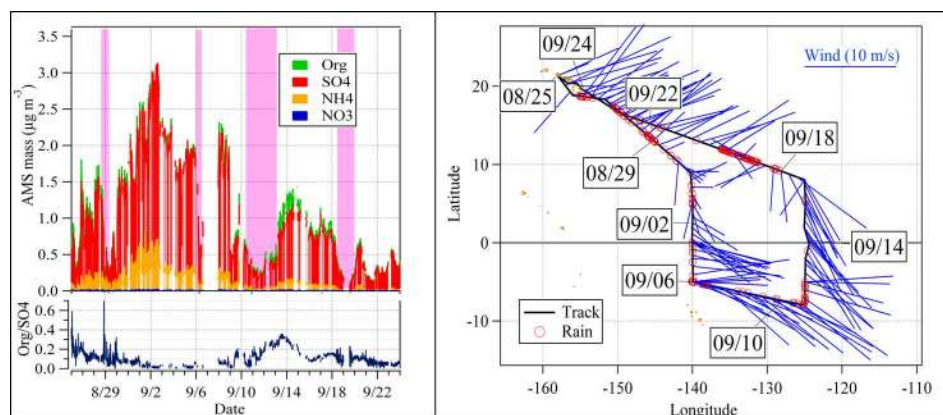 3.5
3.0
2.5
2.0
1.5
1.0
0.5
0.0
AMS mass (µg m⁻³)
Org
SO4
NH4
NO3
0.6
0.4
0.2
0.0
Org/SO4
8/29 9/2 9/6 9/10 9/14 9/18 9/22
Date
20
10
0
-10
Latitude
Wind (10 m/s)
09/24
08/25
09/22
09/18
08/29
09/02
09/14
09/06
09/10
Track
Rain
-160 -150 -140 -130 -120 -110
Longitude